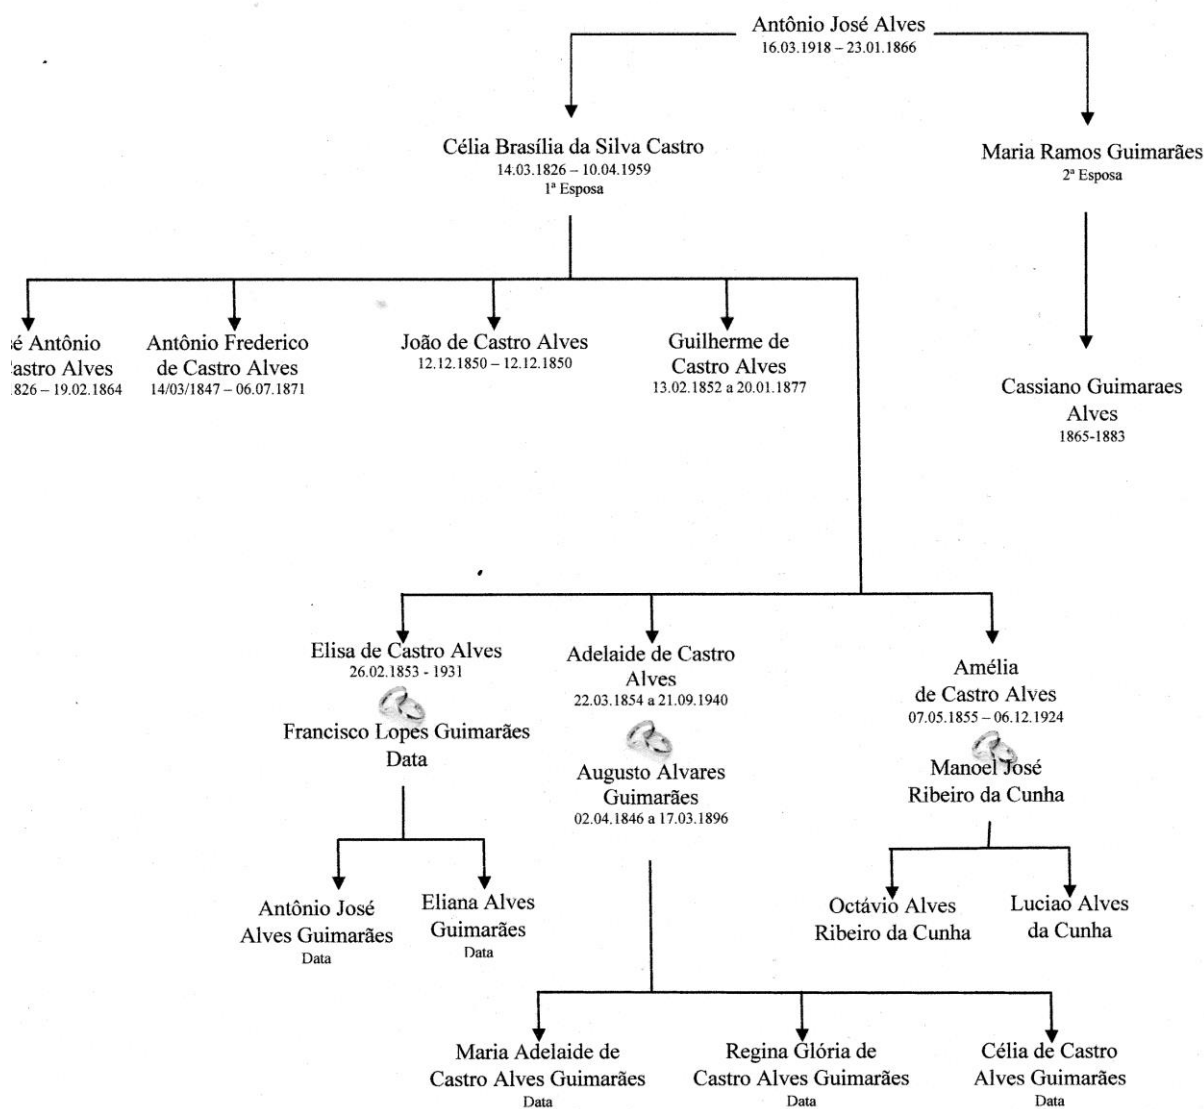 Antônio José Alves
16.03.1918 – 23.01.1866
Célia Brasília da Silva Castro
14.03.1826 – 10.04.1959
1ª Esposa
Maria Ramos Guimarães
2ª Esposa
sé Antônio
Castro Alves
.826 – 19.02.1864
Antônio Frederico
de Castro Alves
14/03/1847 – 06.07.1871
João de Castro Alves
12.12.1850 – 12.12.1850
Guilherme de
Castro Alves
13.02.1852 a 20.01.1877
Cassiano Guimaraes
Alves
1865-1883
Elisa de Castro Alves
26.02.1853 - 1931
Francisco Lopes Guimarães
Data
Adelaide de Castro
Alves
22.03.1854 a 21.09.1940
Augusto Alvares
Guimarães
02.04.1846 a 17.03.1896
Amélia
de Castro Alves
07.05.1855 – 06.12.1924
Manoel José
Ribeiro da Cunha
Antônio José
Alves Guimarães
Data
Eliana Alves
Guimarães
Data
Octávio Alves
Ribeiro da Cunha
Luciao Alves
da Cunha
Maria Adelaide de
Castro Alves Guimarães
Data
Regina Glória de
Castro Alves Guimarães
Data
Célia de Castro
Alves Guimarães
Data